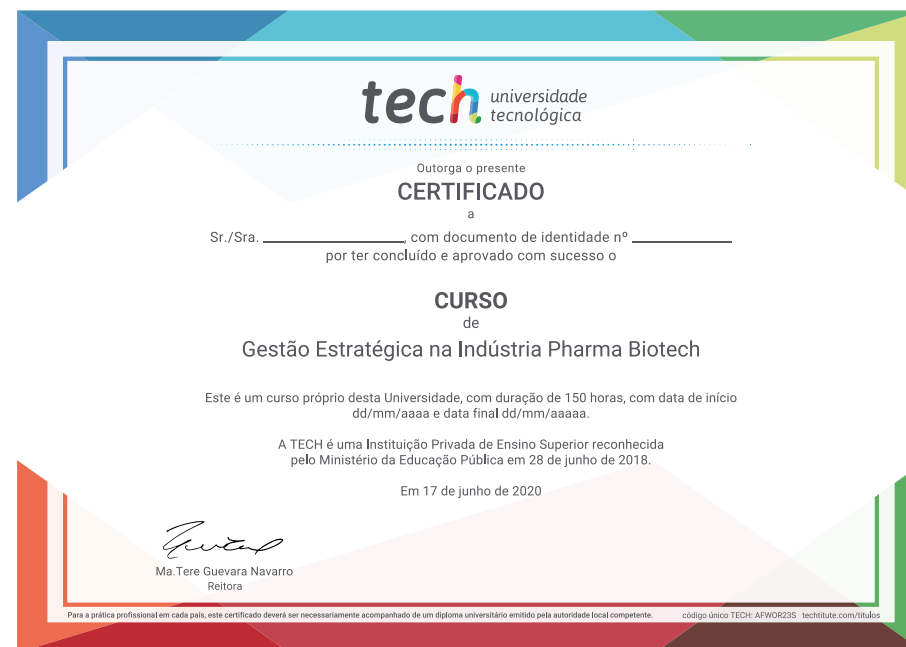 tech universidade
tecnológica
Outorga o presente
CERTIFICADO
a
Sr./Sra. ________________, com documento de identidade nº ____________
por ter concluído e aprovado com sucesso o
CURSO
de
Gestão Estratégica na Indústria Pharma Biotech
Este é um curso próprio desta Universidade, com duração de 150 horas, com data de início
dd/mm/aaaa e data final dd/mm/aaaaa.
A TECH é uma Instituição Privada de Ensino Superior reconhecida
pelo Ministério da Educação Pública em 28 de junho de 2018.
Em 17 de junho de 2020
Ma.Tere Guevara Navarro
Reitora
Para a prática profissional em cada pais, este certificado deverá ser necessariamente acompanhado de um diploma universitário emitido pela autoridade local competente. código único TECH: AFWOR23S techtitute.com/titulos